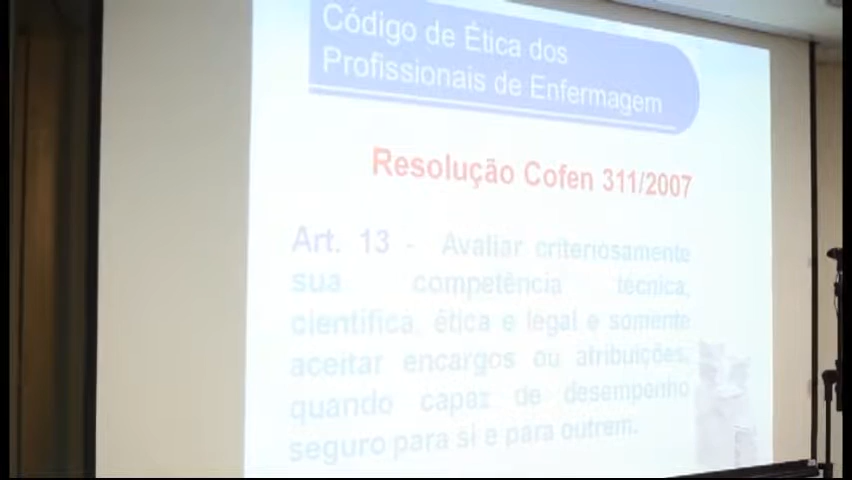 Código de Ética dos
Profissionais de Enfermagem
Resolução Cofen 311/2007
Art. 13 - Avaliar criteriosamente
sua competência técnica,
científica, ética e legal e somente
aceitar encargos ou atribuições,
quando capaz de desempenho
seguro para si e para outrem.